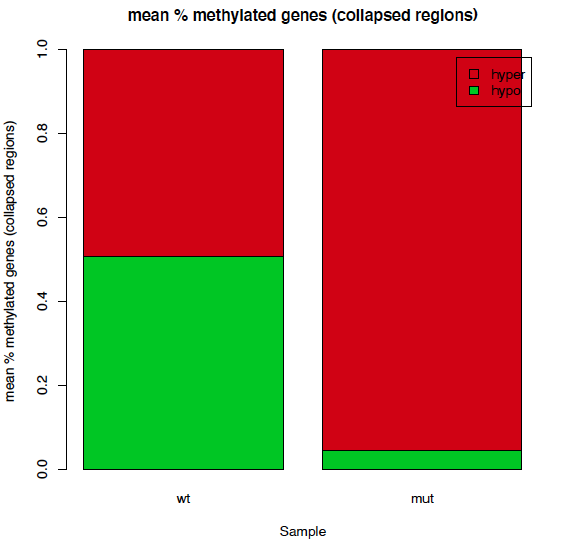 mean % methylated genes (collapsed regions)
mean % methylated genes (collapsed regions)
1.0
0.8
0.6
0.4
0.2
0.0
hyper
hypo
wt
mut
Sample